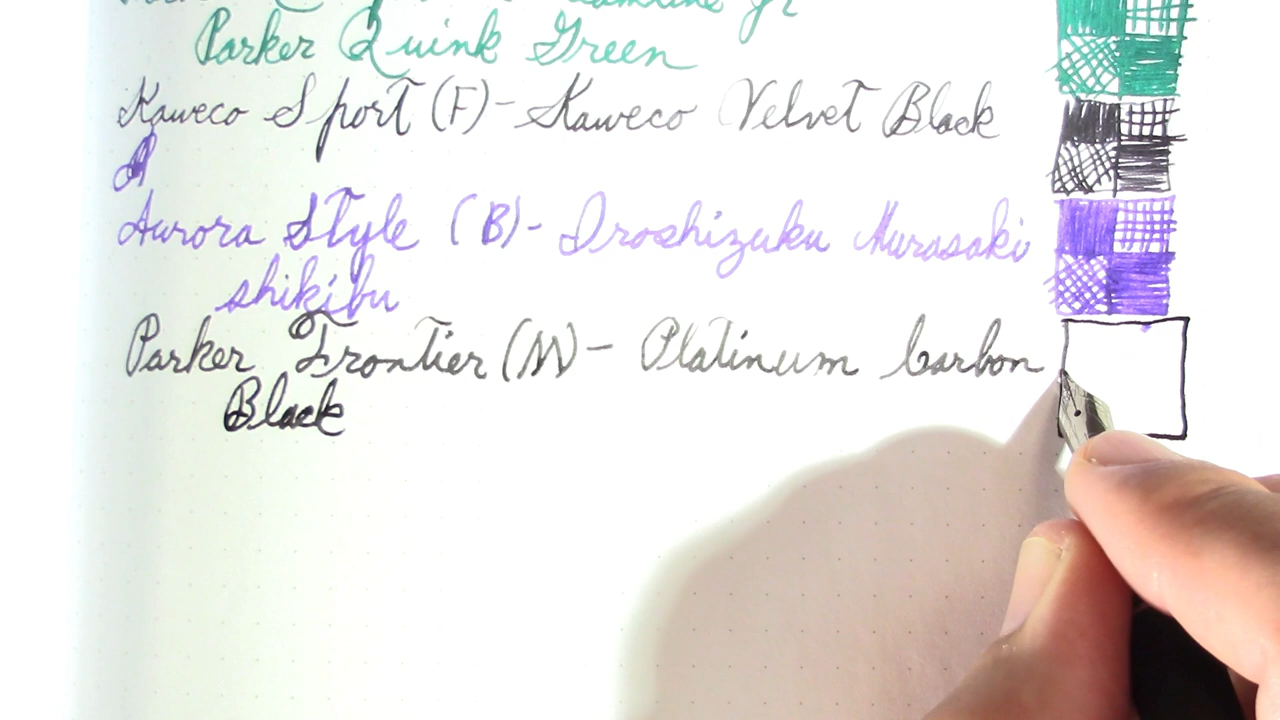 Parker Quink Green
Kaweco Sport (F)- Kaweco Velvet Black
A
Aurora Style (B)- Iroshizuku Murasaki
shikibu
Parker Frontier (M)- Platinum Carbon
Black